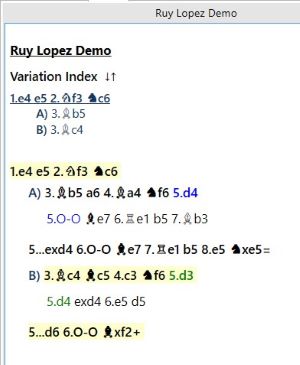 Ruy Lopez Demo
Ruy Lopez Demo
Variation Index ↓↑
1.e4 e5 2.♘f3 ♞c6
A) 3.♗b5
B) 3.♗c4
1.e4 e5 2.♘f3 ♞c6
A) 3.♗b5 a6 4.♗a4 ♞f6 5.d4
5.O-O ♝e7 6.♖e1 b5 7.♗b3
5...exd4 6.O-O ♝e7 7.♖e1 b5 8.e5 ♞xe5=
B) 3.♗c4 ♝c5 4.c3 ♞f6 5.d3
5.d4 exd4 6.e5 d5
5...d6 6.O-O ♝xf2+